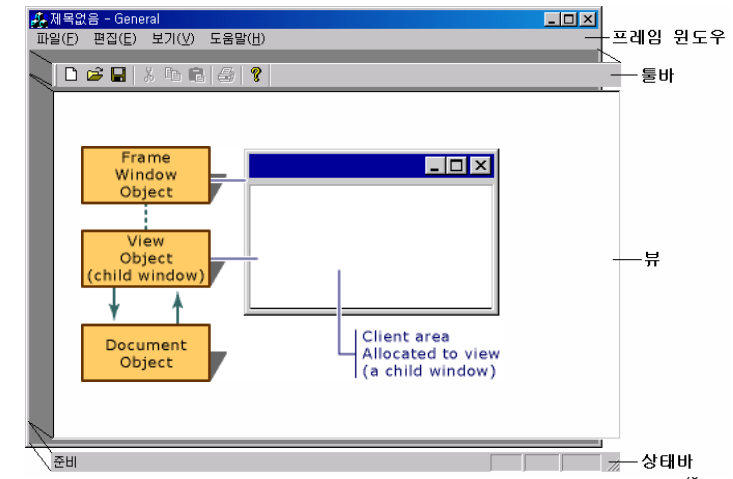 제목없음 - General
파일(F) 편집(E) 보기(V) 도움말(H)
프레임 윈도우
툴바
Frame
Window
Object
View
Object
(child window)
뷰
Document
Object
Client area
Allocated to view
(a child window)
준비
상태바